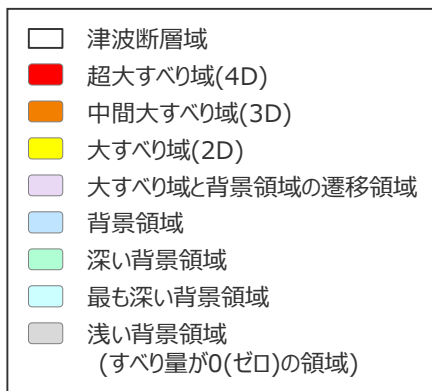 津波断層域
超大すべり域(4D)
中間大すべり域(3D)
大すべり域(2D)
大すべり域と背景領域の遷移領域
背景領域
深い背景領域
最も深い背景領域
浅い背景領域
(すべり量が0(ゼロ)の領域)